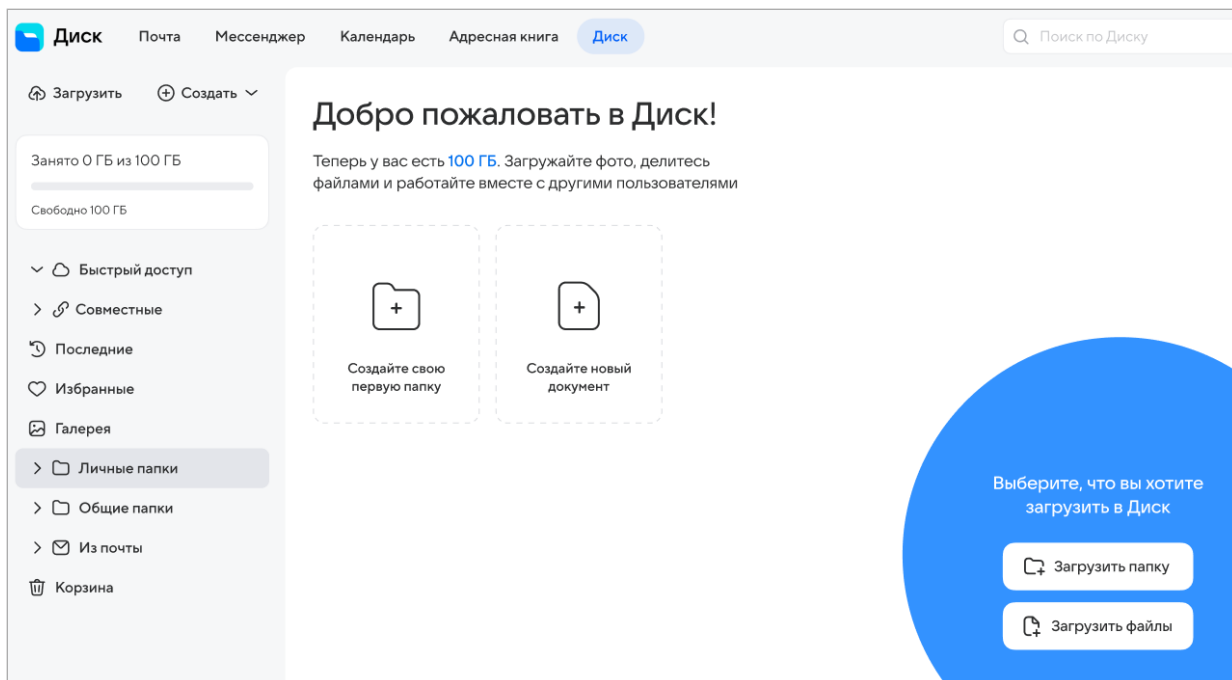 Диск Почта Мессенджер Календарь Адресная книга Диск Поиск по Диску
Загрузить Создать
Занято 0 ГБ из 100 ГБ
Свободно 100 ГБ
Быстрый доступ
Совместные
Последние
Избранные
Галерея
Личные папки
Общие папки
Из почты
Корзина
Добро пожаловать в Диск!
Теперь у вас есть 100 ГБ. Загружайте фото, делитесь
файлами и работайте вместе с другими пользователями
Создайте свою
первую папку
Создайте новый
документ
Выберите, что вы хотите
загрузить в Диск
Загрузить папку
Загрузить файлы